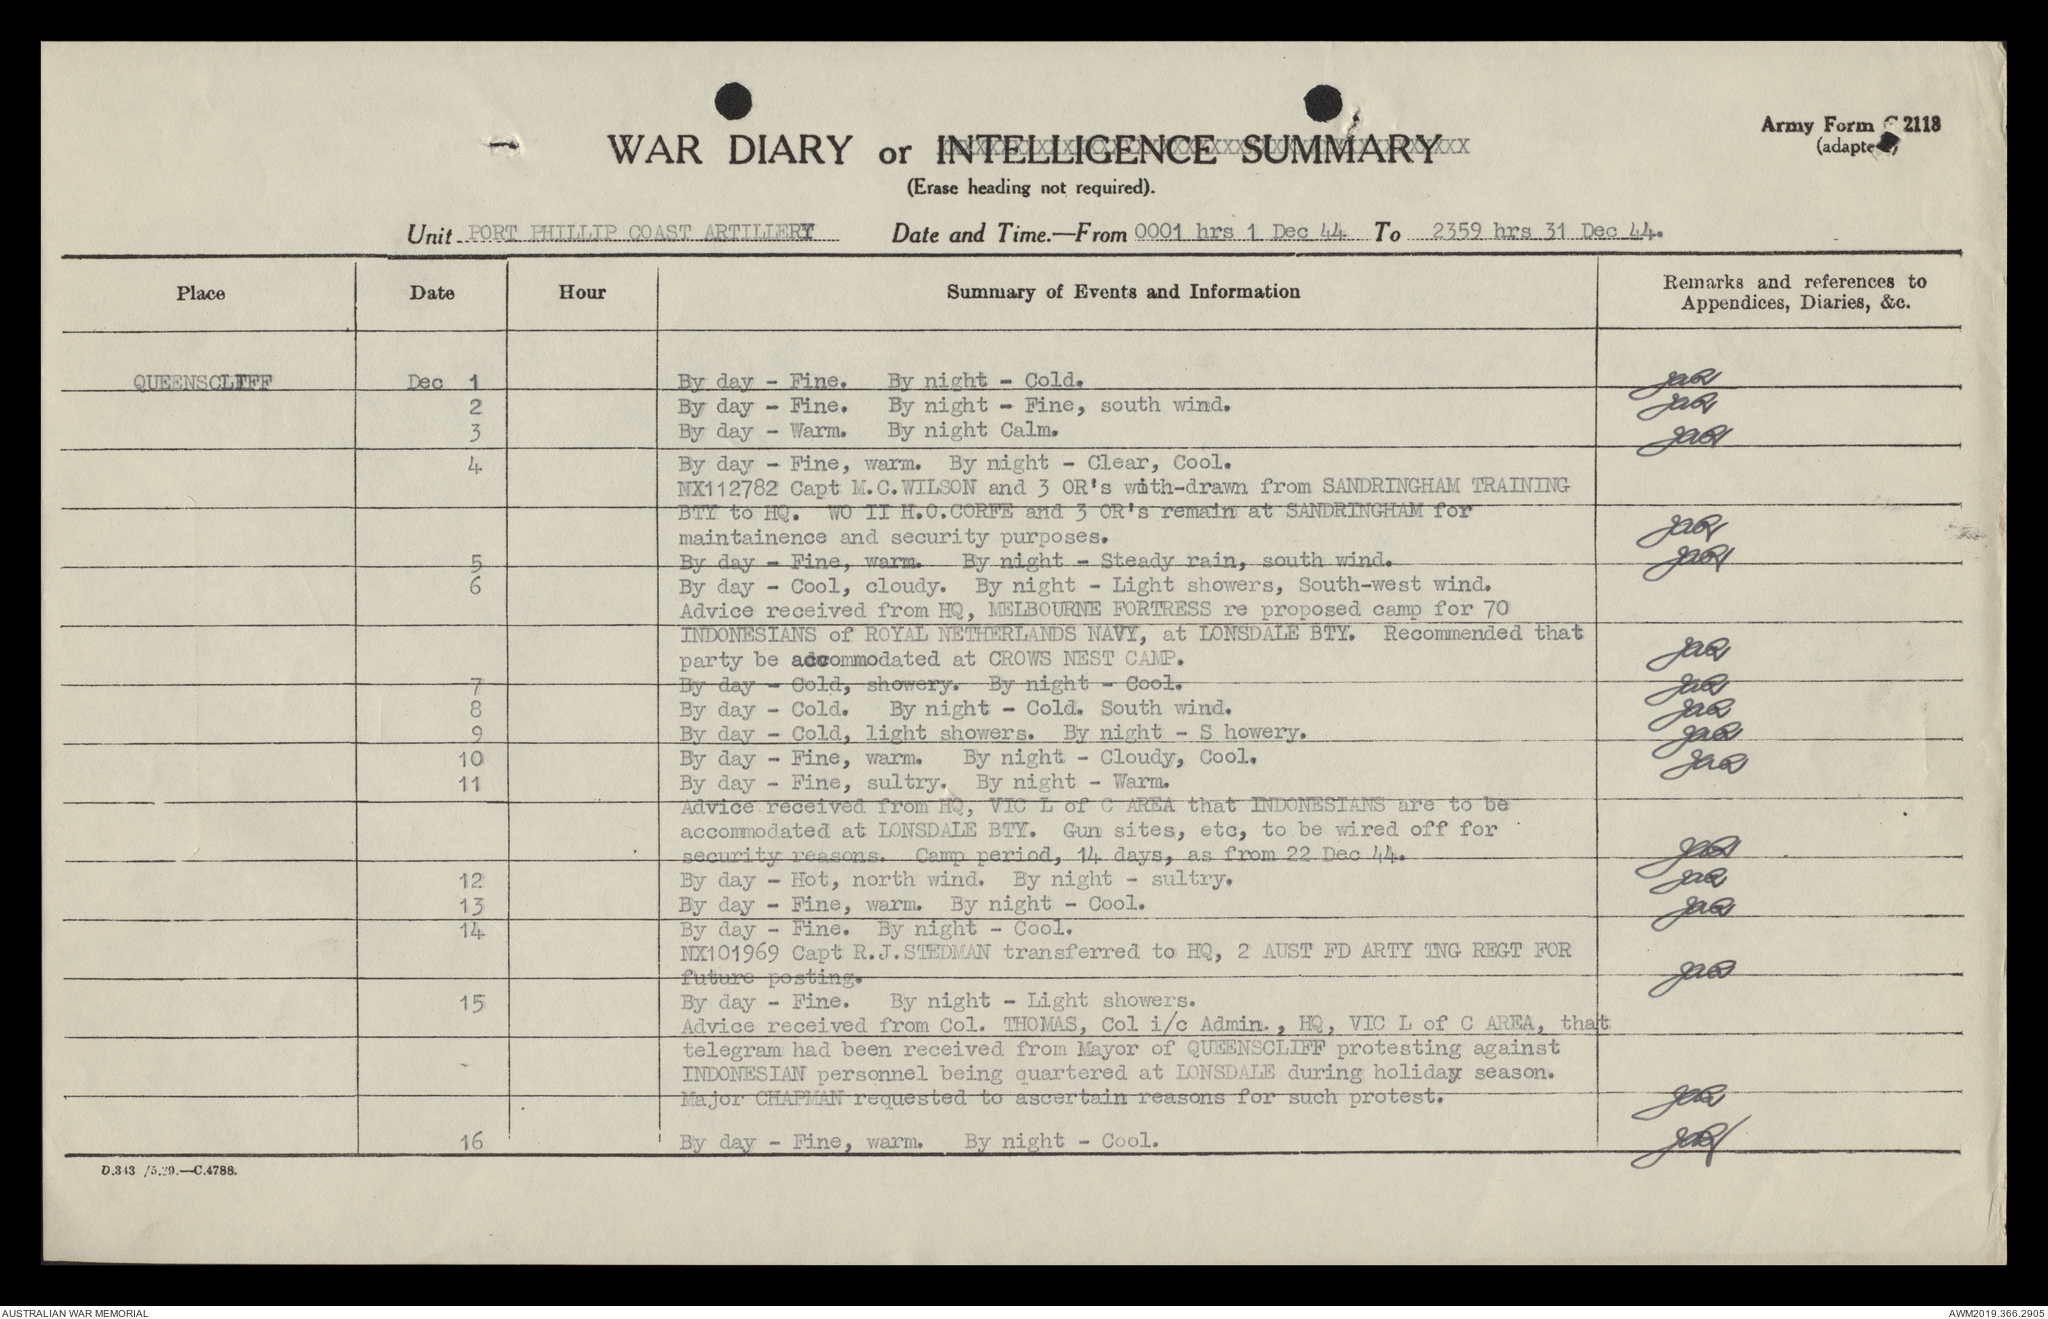 Army Form C 2118
(adapted)
WAR DIARY or INTELLIGENCE SUMMARY
(Erase heading not required).
Unit PORT PHILLIP COAST ARTILLERY Date and Time.—From 0001 hrs 1 Dec 44 To 2359 hrs 31 Dec 44.
Place Date Hour Summary of Events and Information Remarks and references to Appendices, Diaries, &c.
QUEENSCLIFF Dec 1 By day - Fine. By night - Cold.
2 By day - Fine. By night - Fine, south wind.
3 By day - Warm. By night Calm.
4 By day - Fine, warm. By night - Clear, Cool.
NX112782 Capt M.C.WILSON and 3 OR's with-drawn from SANDRINGHAM TRAINING
BTY to HQ. WO II H.O.CORFE and 3 OR's remain at SANDRINGHAM for
maintainence and security purposes.
5 By day - Fine, warm. By night - Steady rain, south wind.
6 By day - Cool, cloudy. By night - Light showers, South-west wind.
Advice received from HQ, MELBOURNE FORTRESS re proposed camp for 70
INDONESIANS of ROYAL NETHERLANDS NAVY, at LONSDALE BTY. Recommended that
party be accommodated at CROWS NEST CAMP.
7 By day - Cold, showery. By night - Cool.
8 By day - Cold. By night - Cold. South wind.
9 By day - Cold, light showers. By night - S howery.
10 By day - Fine, warm. By night - Cloudy, Cool.
11 By day - Fine, sultry. By night - Warm.
Advice received from HQ, VIC L of C AREA that INDONESIANS are to be
accommodated at LONSDALE BTY. Gun sites, etc, to be wired off for
security reasons. Camp period, 14 days, as from 22 Dec 44.
12 By day - Hot, north wind. By night - sultry.
13 By day - Fine, warm. By night - Cool.
14 By day - Fine. By night - Cool.
NX101969 Capt R.J.STEDMAN transferred to HQ, 2 AUST FD ARTY TNG REGT FOR
future posting.
15 By day - Fine. By night - Light showers.
Advice received from Col. THOMAS, Col i/c Admin., HQ, VIC L of C AREA, that
telegram had been received from Mayor of QUEENSCLIFF protesting against
INDONESIAN personnel being quartered at LONSDALE during holiday season.
Major CHAPMAN requested to ascertain reasons for such protest.
16 By day - Fine, warm. By night - Cool.
AUSTRALIAN WAR MEMORIAL
AWM2019.366.2905